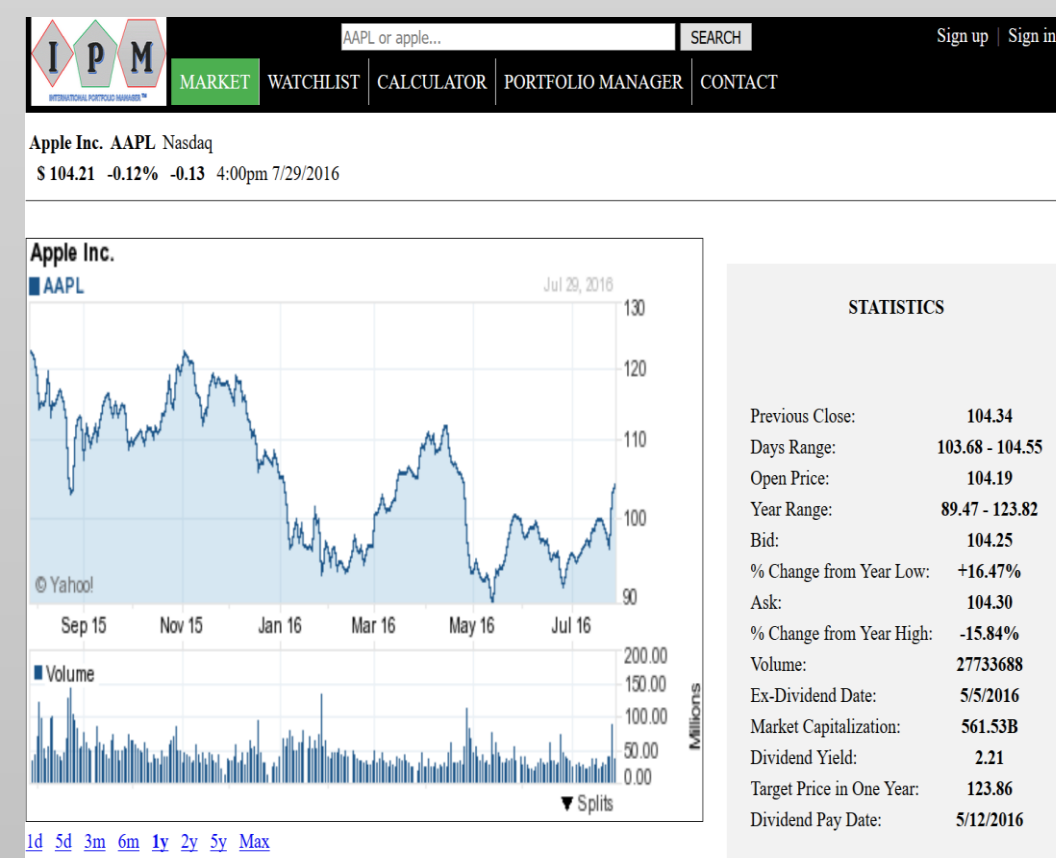 I P M
INTERNATIONAL PORTFOLIO MANAGER ™
AAPL or apple...
SEARCH
Sign up | Sign in
MARKET WATCHLIST CALCULATOR PORTFOLIO MANAGER CONTACT
Apple Inc. AAPL Nasdaq
$ 104.21 -0.12% -0.13 4:00pm 7/29/2016
Apple Inc.
AAPL Jul 29, 2016
130
120
110
100
90
© Yahoo!
Sep 15 Nov 15 Jan 16 Mar 16 May 16 Jul 16
Volume
200.00
150.00
100.00
50.00
0.00
Millions
▼ Splits
1d 5d 3m 6m 1y 2y 5y Max
STATISTICS
Previous Close: 104.34
Days Range: 103.68 - 104.55
Open Price: 104.19
Year Range: 89.47 - 123.82
Bid: 104.25
% Change from Year Low: +16.47%
Ask: 104.30
% Change from Year High: -15.84%
Volume: 27733688
Ex-Dividend Date: 5/5/2016
Market Capitalization: 561.53B
Dividend Yield: 2.21
Target Price in One Year: 123.86
Dividend Pay Date: 5/12/2016